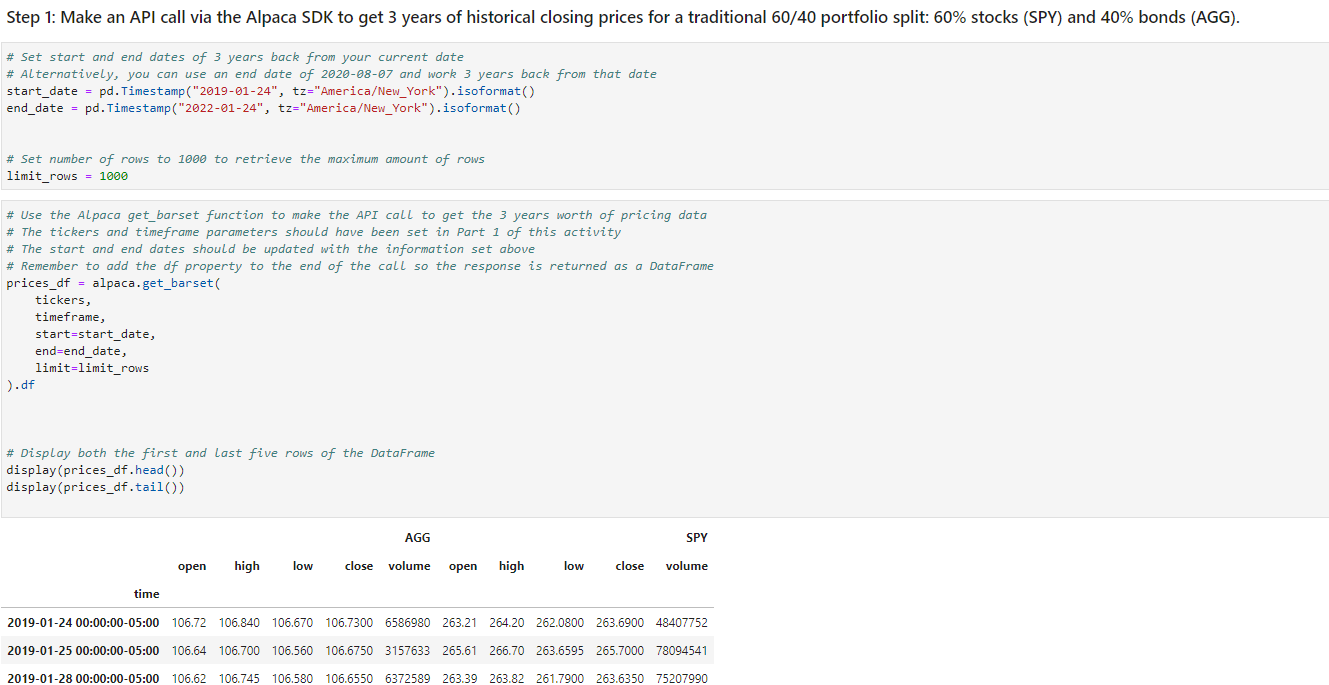 Step 1: Make an API call via the Alpaca SDK to get 3 years of historical closing prices for a traditional 60/40 portfolio split: 60% stocks (SPY) and 40% bonds (AGG).
# Set start and end dates of 3 years back from your current date
# Alternatively, you can use an end date of 2020-08-07 and work 3 years back from that date
start_date = pd.Timestamp("2019-01-24", tz="America/New_York").isoformat()
end_date = pd.Timestamp("2022-01-24", tz="America/New_York").isoformat()
# Set number of rows to 1000 to retrieve the maximum amount of rows
limit_rows = 1000
# Use the Alpaca get_barset function to make the API call to get the 3 years worth of pricing data
# The tickers and timeframe parameters should have been set in Part 1 of this activity
# The start and end dates should be updated with the information set above
# Remember to add the df property to the end of the call so the response is returned as a DataFrame
prices_df = alpaca.get_barset(
    tickers,
    timeframe,
    start=start_date,
    end=end_date,
    limit=limit_rows
).df
# Display both the first and last five rows of the DataFrame
display(prices_df.head())
display(prices_df.tail())
AGG SPY
open high low close volume open high low close volume
time
2019-01-24 00:00:00-05:00 106.72 106.840 106.670 106.7300 6586980 263.21 264.20 262.0800 263.6900 48407752
2019-01-25 00:00:00-05:00 106.64 106.700 106.560 106.6750 3157633 265.61 266.70 263.6595 265.7000 78094541
2019-01-28 00:00:00-05:00 106.62 106.745 106.580 106.6550 6372589 263.39 263.82 261.7900 263.6350 75207990